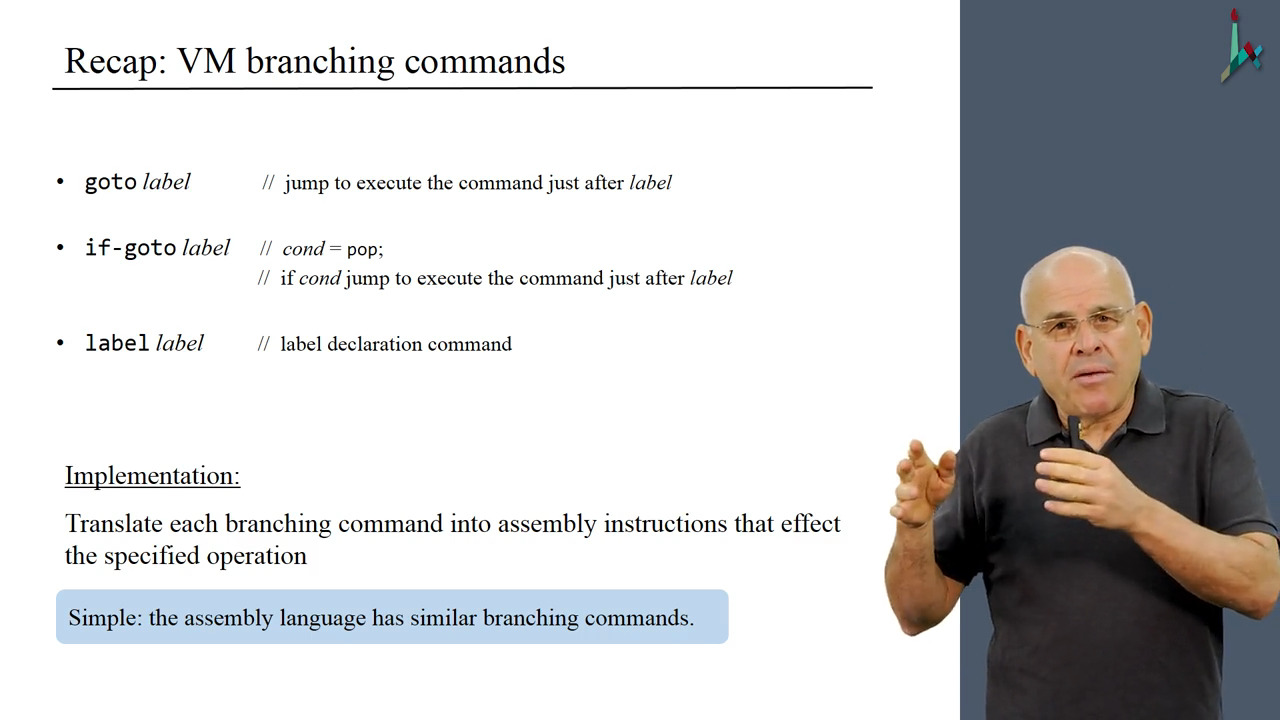 Recap: VM branching commands
• goto label // jump to execute the command just after label
• if-goto label // cond = pop;
// if cond jump to execute the command just after label
• label label // label declaration command
Implementation:
Translate each branching command into assembly instructions that effect
the specified operation
Simple: the assembly language has similar branching commands.